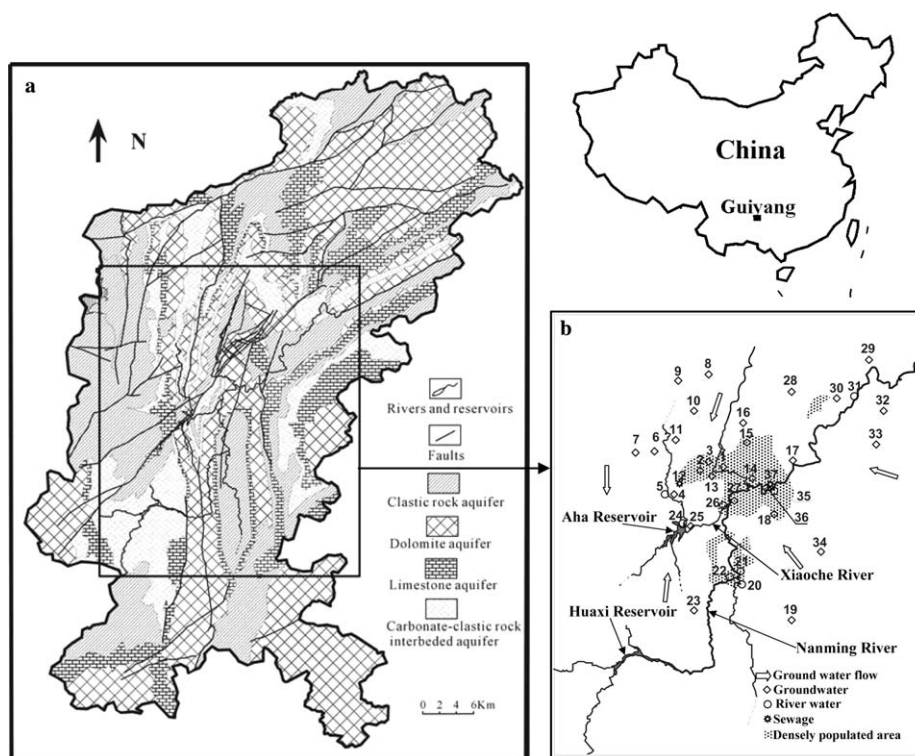 a
N
Rivers and reservoirs
Faults
Clastic rock aquifer
Dolomite aquifer
Limestone aquifer
Carbonate-clastic rock
interbeded aquifer
0 2 4 6Km
China
Guiyang
b
29
9
8
28
30
31
32
10
16
11
7
6
15
33
3
17
2
1
12
14
37
13
27
5
4
35
26
18
24
25
36
Aha Reservoir
34
Xiaoche River
22
21
20
23
19
Huaxi Reservoir
Nanming River
Ground water flow
Groundwater
River water
Sewage
Densely populated area